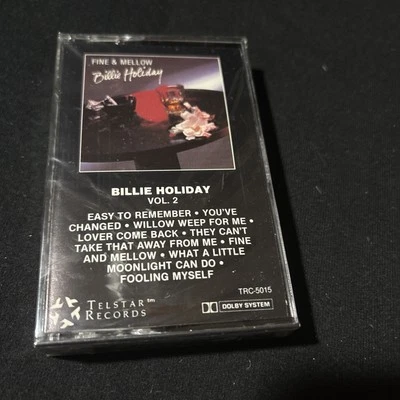 FINE & MELLOW
Billie Holiday
BILLIE HOLIDAY
VOL. 2
EASY TO REMEMBER • YOU'VE
CHANGED • WILLOW WEEP FOR ME •
LOVER COME BACK • THEY CAN'T
TAKE THAT AWAY FROM ME • FINE
AND MELLOW • WHAT A LITTLE
MOONLIGHT CAN DO •
FOOLING MYSELF
TRC-5015
TELSTAR™
RECORDS
DOLBY SYSTEM